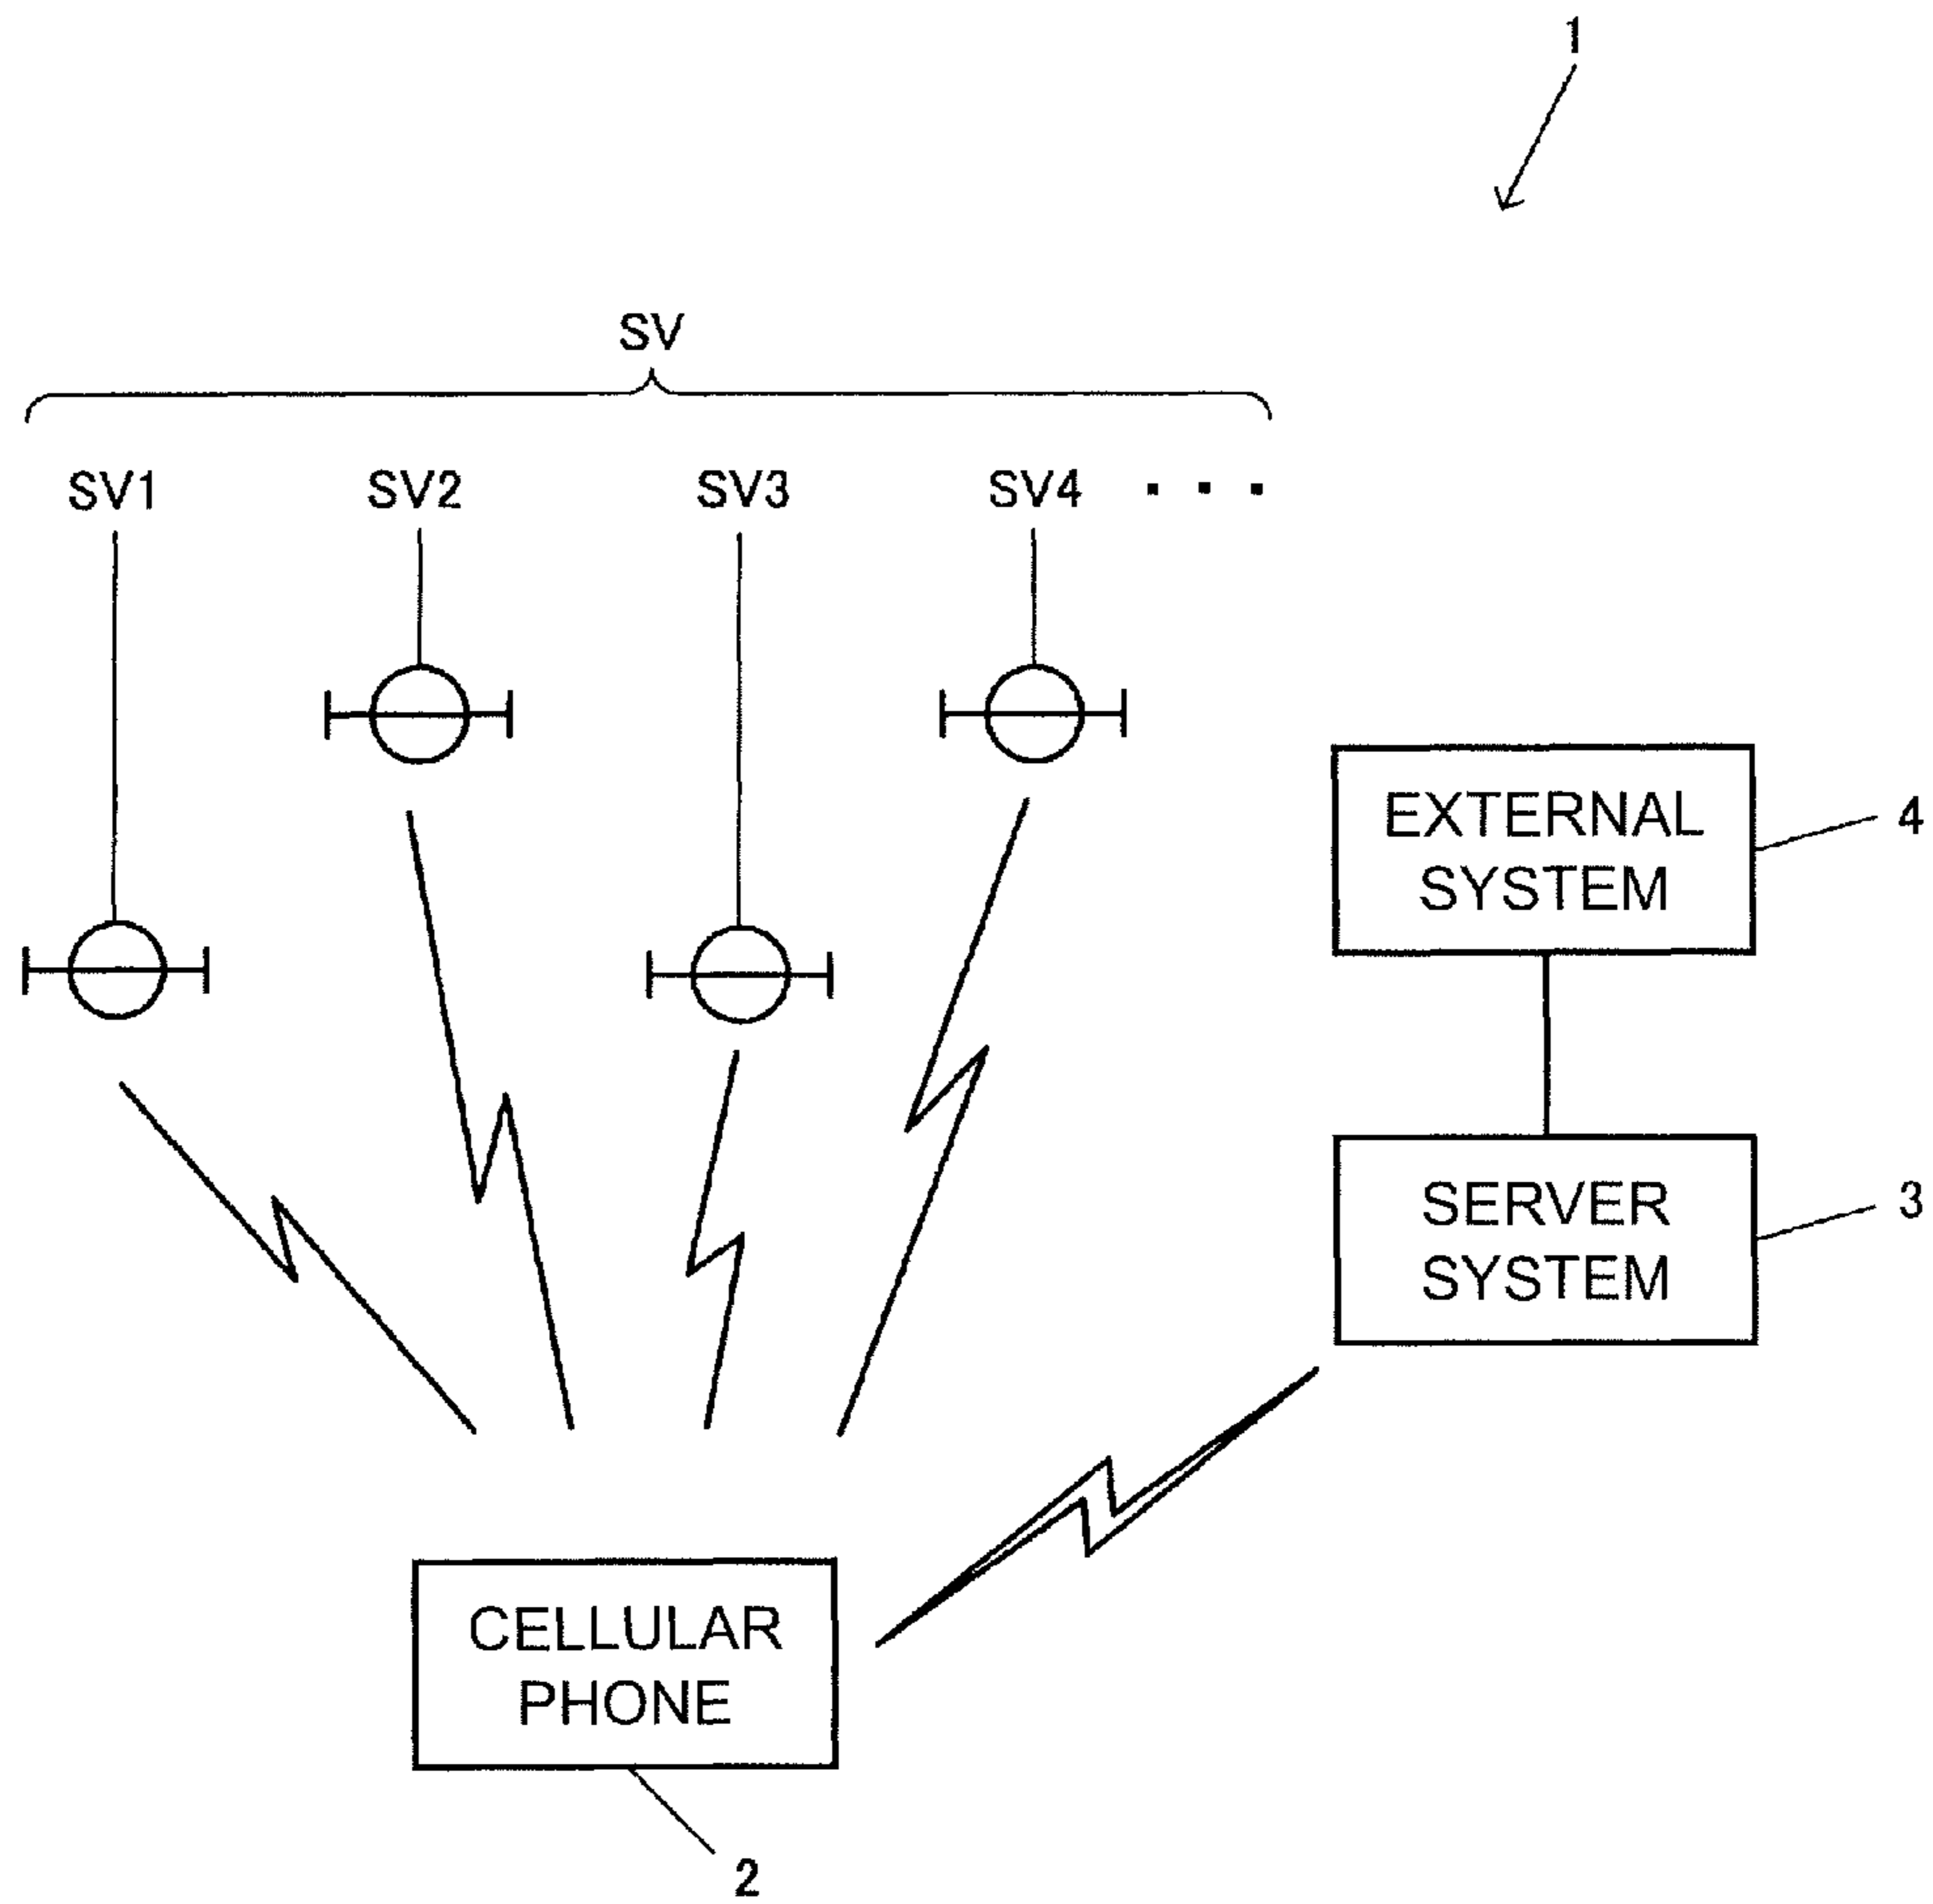 1
SV
SV1 SV2 SV3 SV4 ...
EXTERNAL
SYSTEM
4
SERVER
SYSTEM
3
CELLULAR
PHONE
2